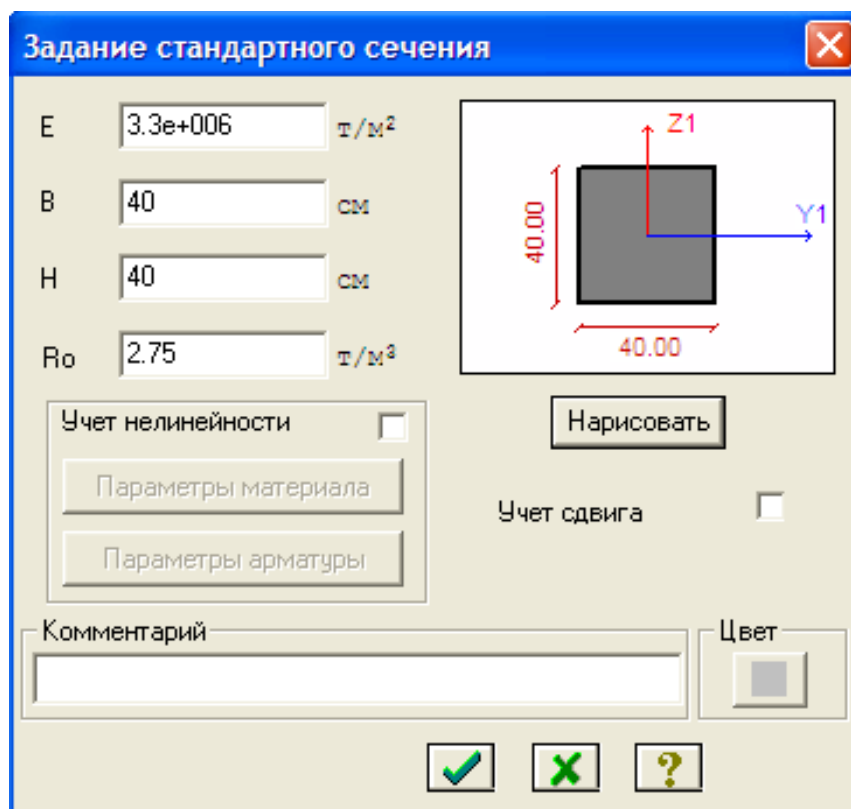 Задание стандартного сечения
E 3.3e+006 т/м²
Z1
B 40 см
40.00
Y1
H 40 см
40.00
Ro 2.75 т/м³
Учет нелинейности
Нарисовать
Параметры материала
Учет сдвига
Параметры арматуры
Комментарий
Цвет
?